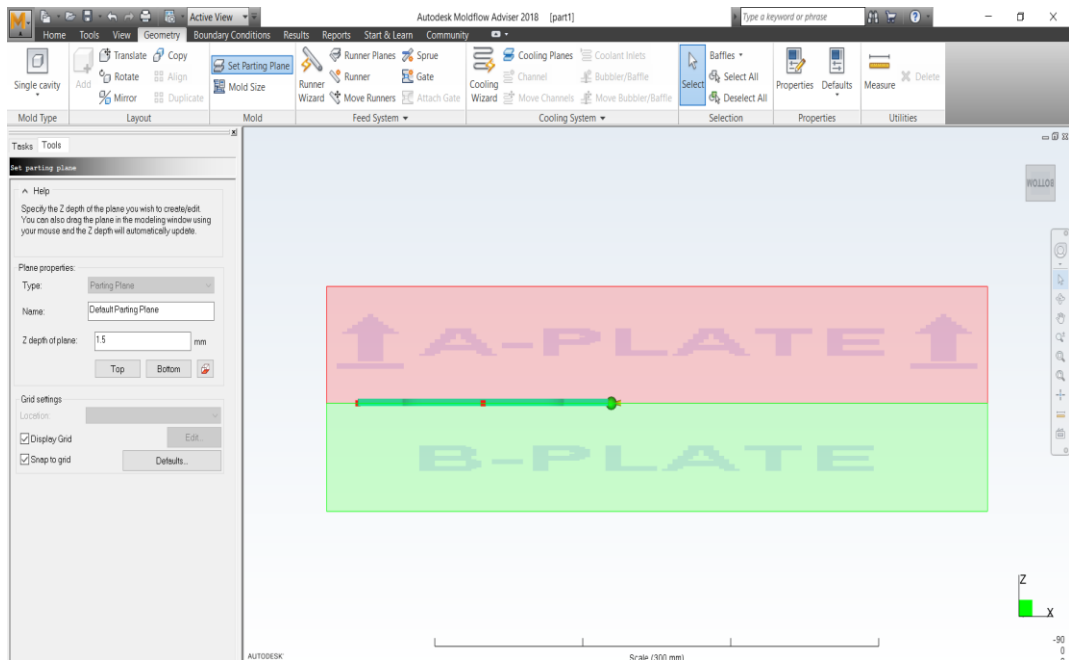 Active View
Autodesk Moldflow Adviser 2018 [part1]
Type a keyword or phrase
Home Tools View Geometry Boundary Conditions Results Reports Start & Learn Community
Single cavity
Mold Type
Add
Translate Copy
Rotate Align
Mirror Duplicate
Layout
Set Parting Plane
Mold Size
Mold
Runner Wizard
Runner Planes Sprue
Runner Gate
Move Runners Attach Gate
Feed System
Cooling Wizard
Cooling Planes Coolant Inlets
Channel Bubbler/Baffle
Move Channels Move Bubbler/Baffle
Cooling System
Select
Baffles
Select All
Deselect All
Selection
Properties Defaults
Properties
Measure Delete
Utilities
Tasks Tools
Set parting plane
Help
Specify the Z depth of the plane you wish to create/edit.
You can also drag the plane in the modeling window using
your mouse and the Z depth will automatically update.
Plane properties:
Type: Parting Plane
Name: Default Parting Plane
Z depth of plane: 1.5 mm
Top Bottom
Grid settings
Location:
Display Grid Edit...
Snap to grid Defaults...
BOTTOM
A-PLATE
B-PLATE
Z
X
-90
0
AUTODESK
Scale (300 mm)